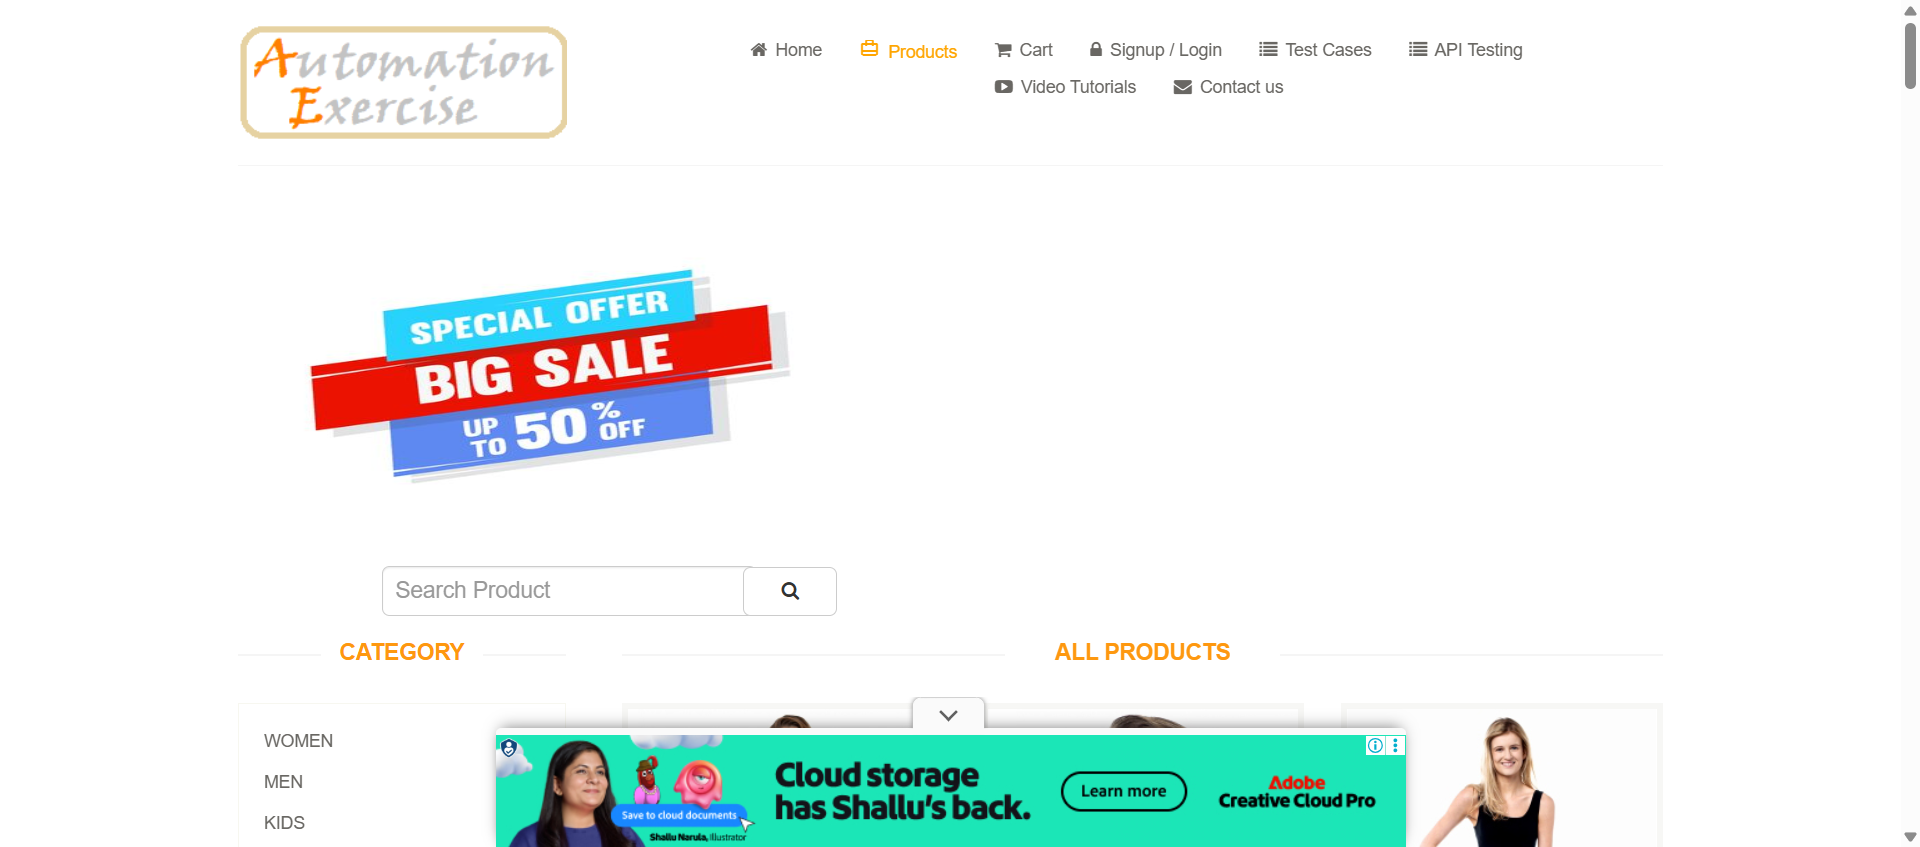 Automation
Exercise
Home
Products
Cart
Signup / Login
Test Cases
API Testing
Video Tutorials
Contact us
SPECIAL OFFER
BIG SALE
UP TO 50% OFF
Search Product
CATEGORY
ALL PRODUCTS
WOMEN
MEN
KIDS
Save to cloud documents
Shallu Narula, Illustrator
Cloud storage
has Shallu's back.
Learn more
Adobe
Creative Cloud Pro